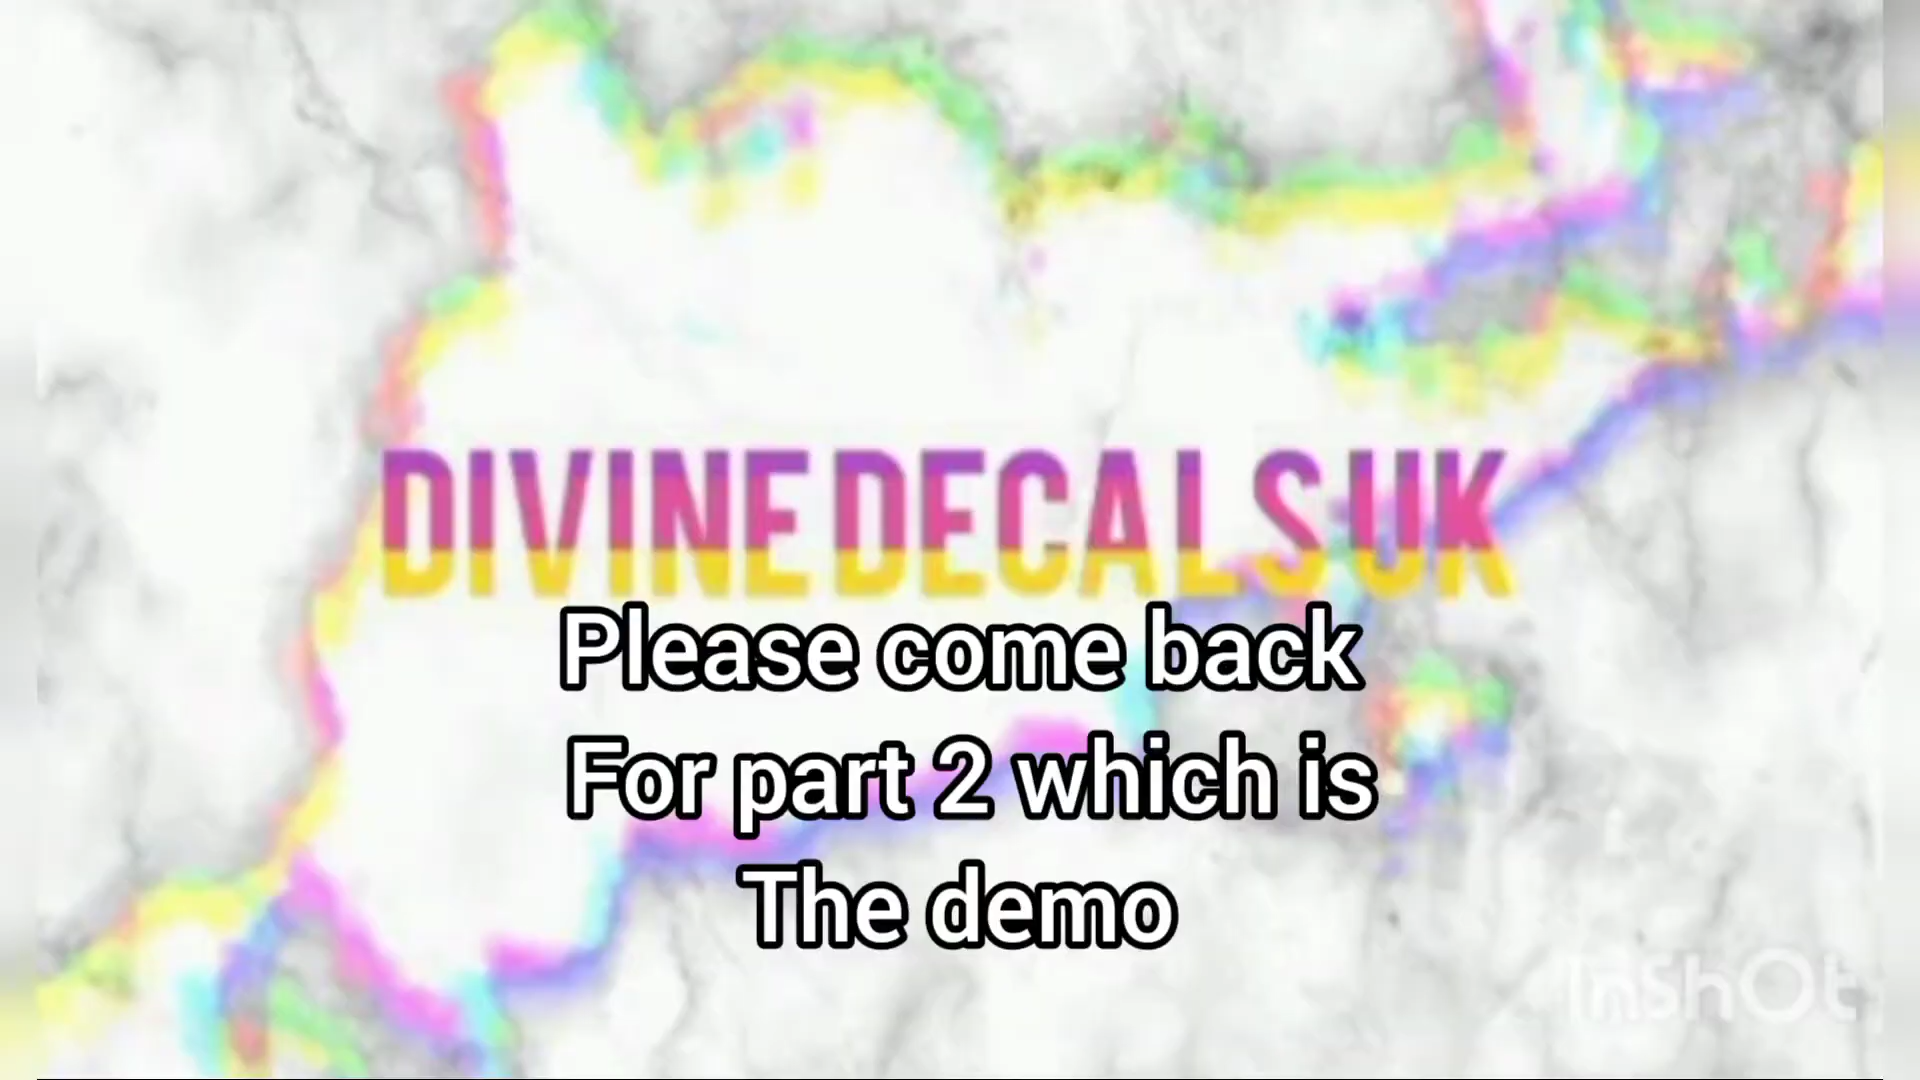 DIVINE DECALS UK
Please come back
For part 2 which is
The demo
InShOt